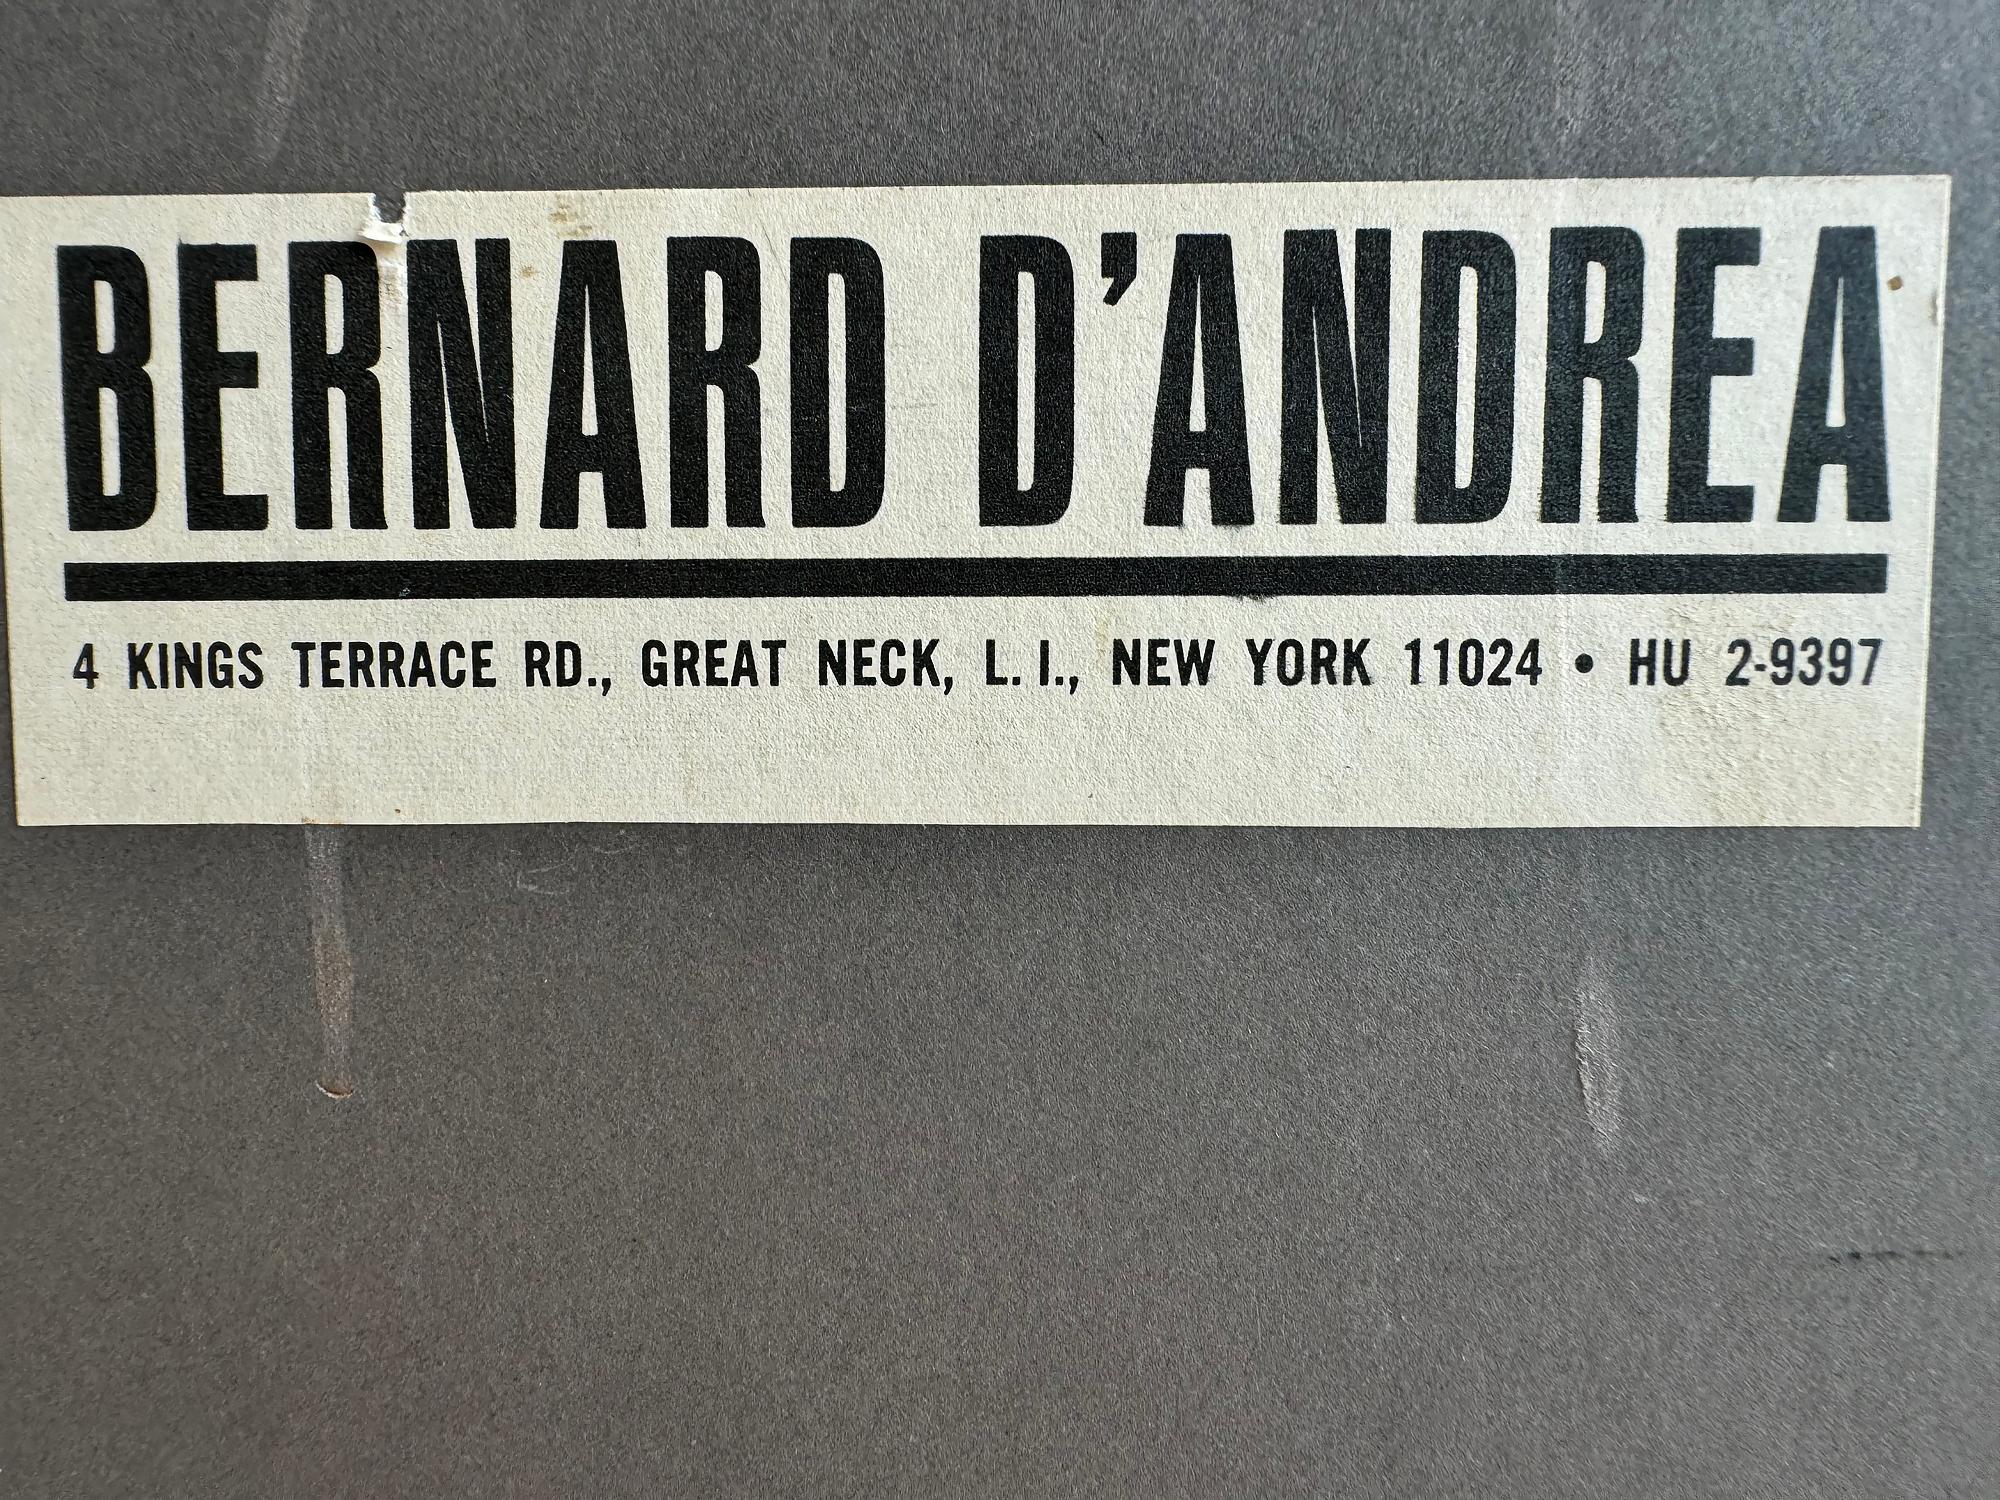 BERNARD D'ANDREA
4 KINGS TERRACE RD., GREAT NECK, L. I., NEW YORK 11024 • HU 2-9397